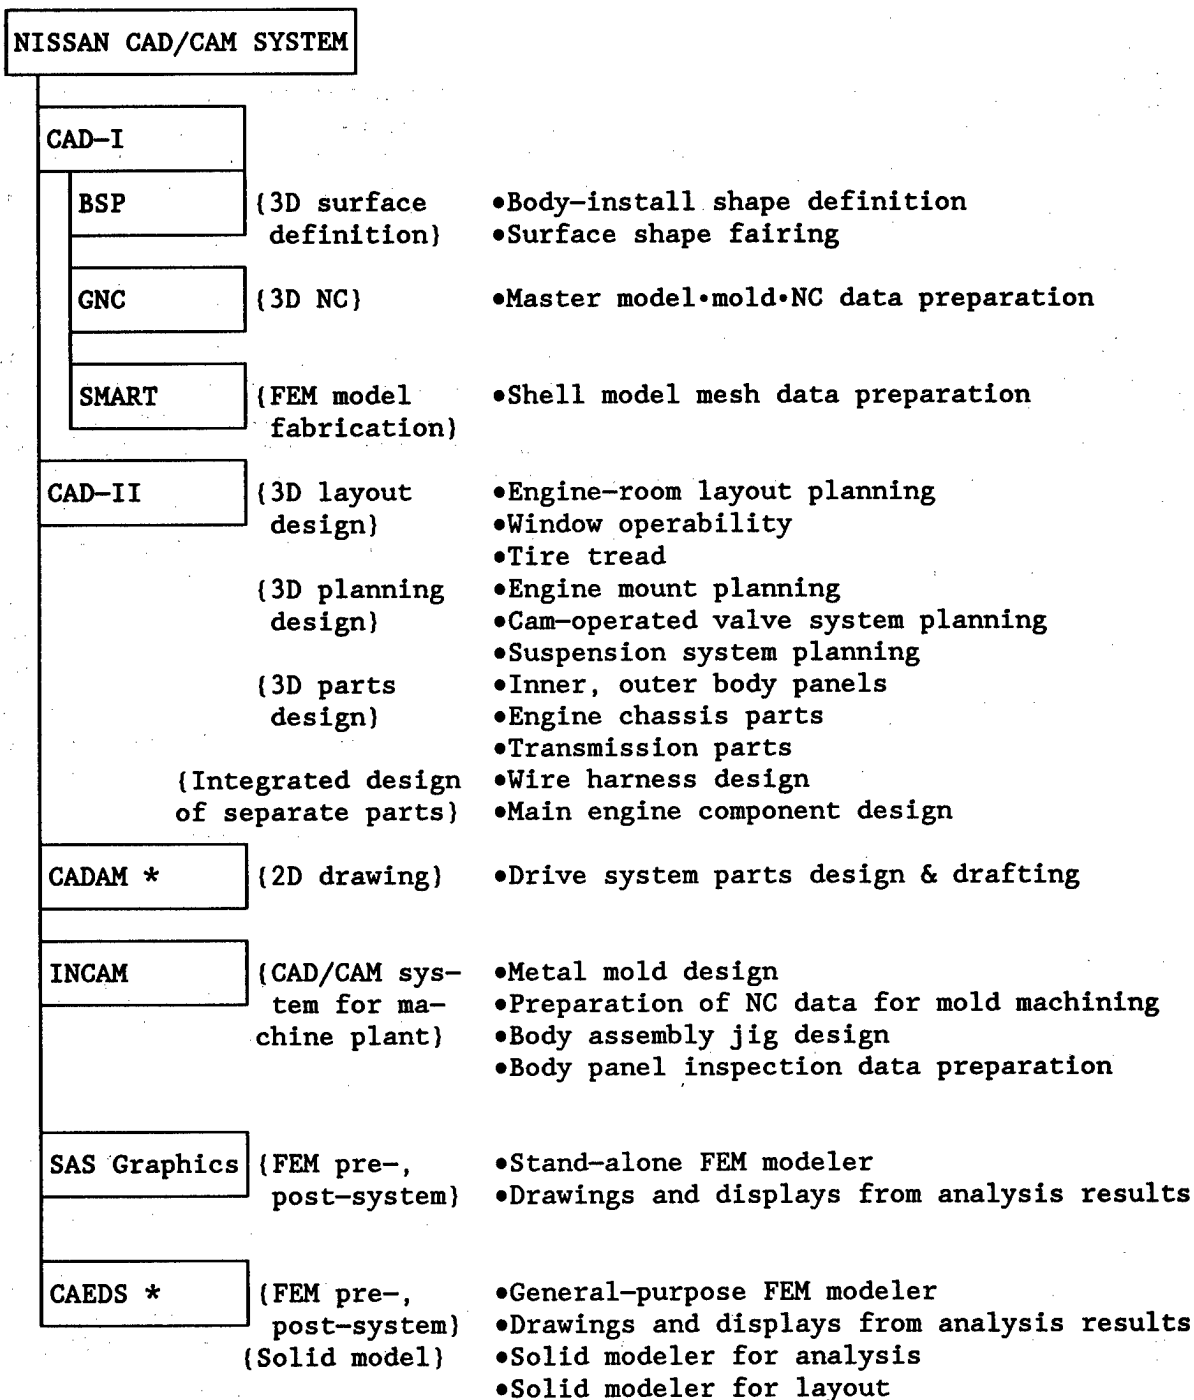 NISSAN CAD/CAM SYSTEM
CAD-I
BSP {3D surface •Body-install shape definition
definition} •Surface shape fairing
GNC {3D NC} •Master model•mold•NC data preparation
SMART {FEM model •Shell model mesh data preparation
fabrication}
CAD-II {3D layout •Engine-room layout planning
design} •Window operability
•Tire tread
{3D planning •Engine mount planning
design} •Cam-operated valve system planning
•Suspension system planning
{3D parts •Inner, outer body panels
design} •Engine chassis parts
•Transmission parts
{Integrated design •Wire harness design
of separate parts} •Main engine component design
CADAM * {2D drawing} •Drive system parts design & drafting
INCAM {CAD/CAM sys- •Metal mold design
tem for ma- •Preparation of NC data for mold machining
chine plant} •Body assembly jig design
•Body panel inspection data preparation
SAS Graphics {FEM pre-, •Stand-alone FEM modeler
post-system} •Drawings and displays from analysis results
CAEDS * {FEM pre-, •General-purpose FEM modeler
post-system} •Drawings and displays from analysis results
{Solid model} •Solid modeler for analysis
•Solid modeler for layout